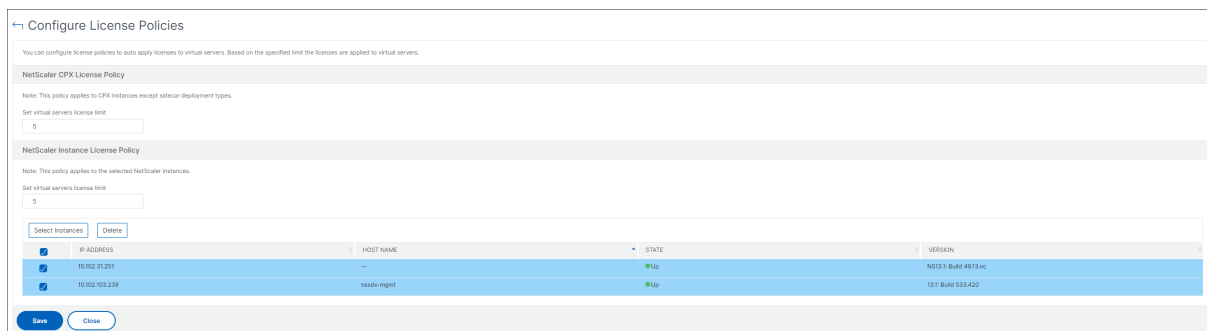 Configure License Policies
You can configure license policies to auto apply licenses to virtual servers. Based on the specified limit the licenses are applied to virtual servers.
NetScaler CPX License Policy
Note: This policy applies to CPX instances except sidecar deployment types.
Set virtual servers license limit
5
NetScaler Instance License Policy
Note: This policy applies to the selected NetScaler instances.
Set virtual servers license limit
5
Select Instances Delete
IP ADDRESS HOST NAME STATE VERSION
10.102.31.251 -- Up NS13.1: Build 49.13.nc
10.102.103.239 nssdx-mgmt Up 13.1: Build 533.420
Save Close